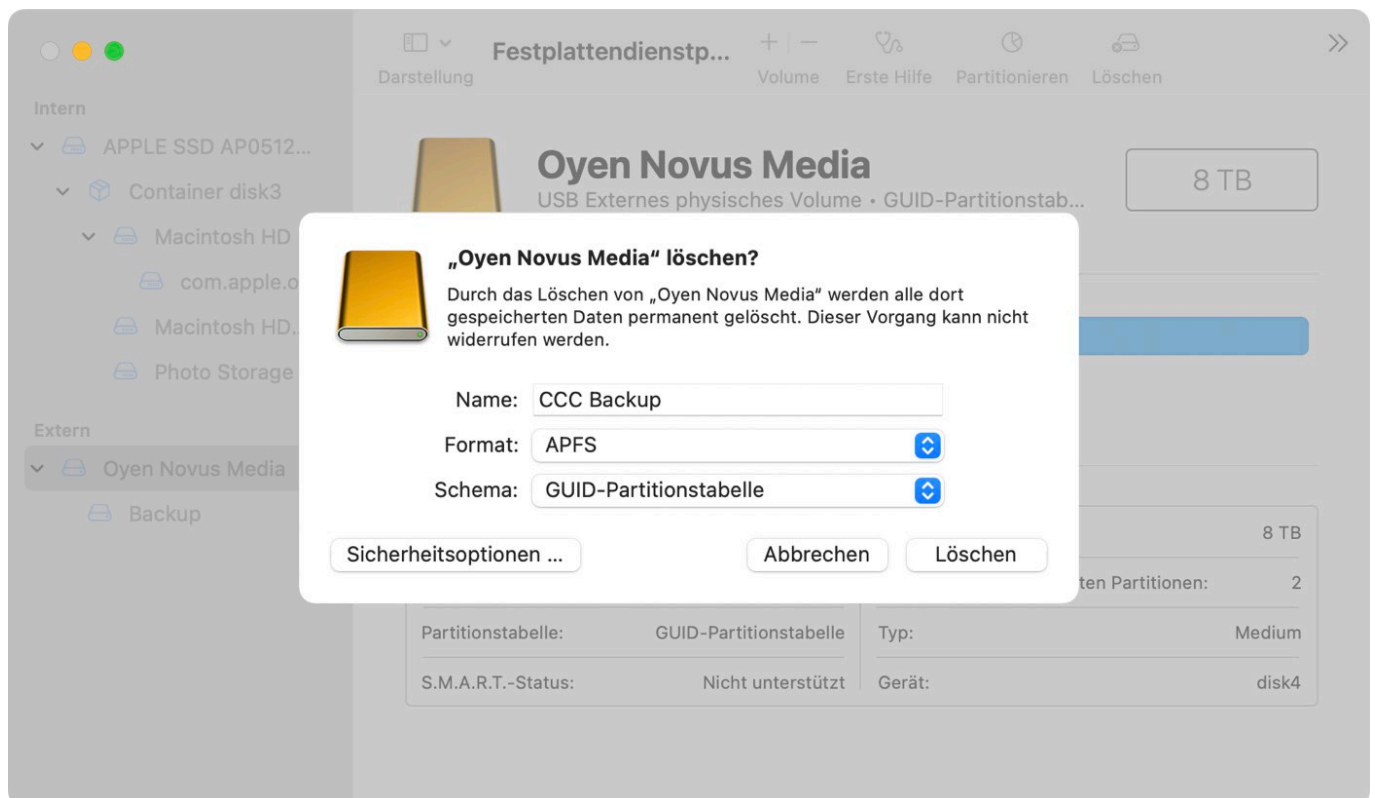 Festplattendienstp...
Darstellung
Volume
Erste Hilfe
Partitionieren
Löschen
Intern
APPLE SSD AP0512...
Container disk3
Macintosh HD
com.apple.o
Macintosh HD.
Photo Storage
Extern
Oyen Novus Media
Backup
Oyen Novus Media
USB Externes physisches Volume • GUID-Partitionstab...
8 TB
„Oyen Novus Media“ löschen?
Durch das Löschen von „Oyen Novus Media“ werden alle dort
gespeicherten Daten permanent gelöscht. Dieser Vorgang kann nicht
widerrufen werden.
Name: CCC Backup
Format: APFS
Schema: GUID-Partitionstabelle
Sicherheitsoptionen ...
Abbrechen
Löschen
8 TB
ten Partitionen: 2
Partitionstabelle: GUID-Partitionstabelle
Typ: Medium
S.M.A.R.T.-Status: Nicht unterstützt
Gerät: disk4